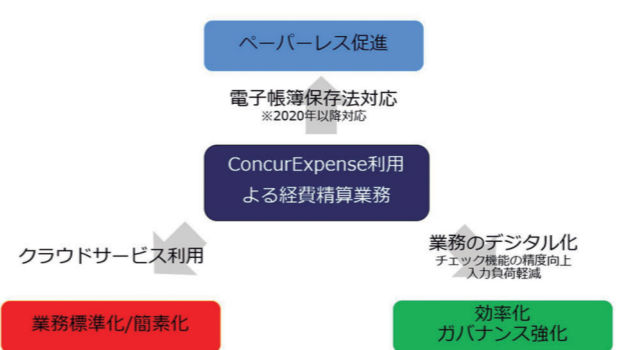 ペーパーレス促進
電子帳簿保存法対応
※2020年以降対応
ConcurExpense利用
よる経費精算業務
クラウドサービス利用
業務のデジタル化
チェック機能の精度向上
入力負荷軽減
業務標準化/簡素化
効率化
ガバナンス強化